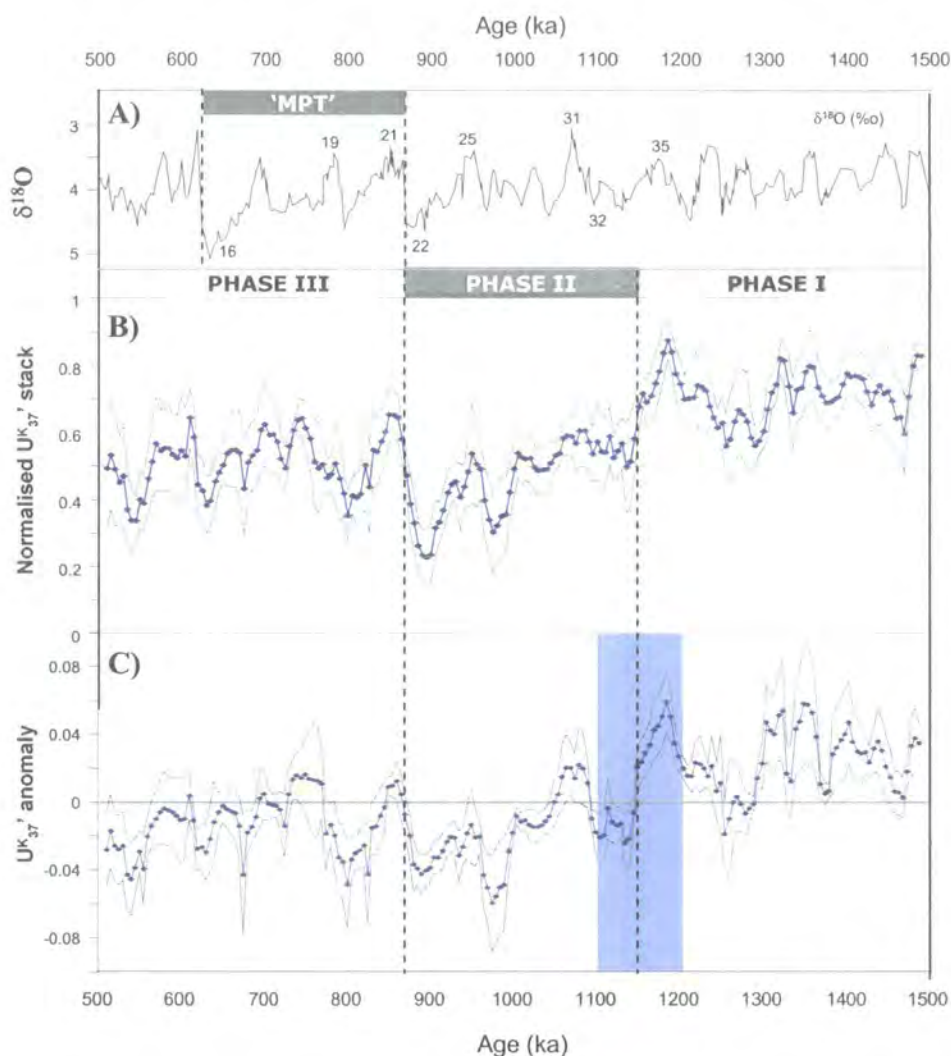 Age (ka)
500 600 700 800 900 1000 1100 1200 1300 1400 1500
A)
'MPT'
δ¹⁸O (‰)
δ¹⁸O
3
4
5
16
19
21
22
25
31
32
35
PHASE III PHASE II PHASE I
B)
Normalised Uᴷ₃₇' stack
1
0.8
0.6
0.4
0.2
0
C)
Uᴷ₃₇' anomaly
0.08
0.04
0
-0.04
-0.08
500 600 700 800 900 1000 1100 1200 1300 1400 1500
Age (ka)